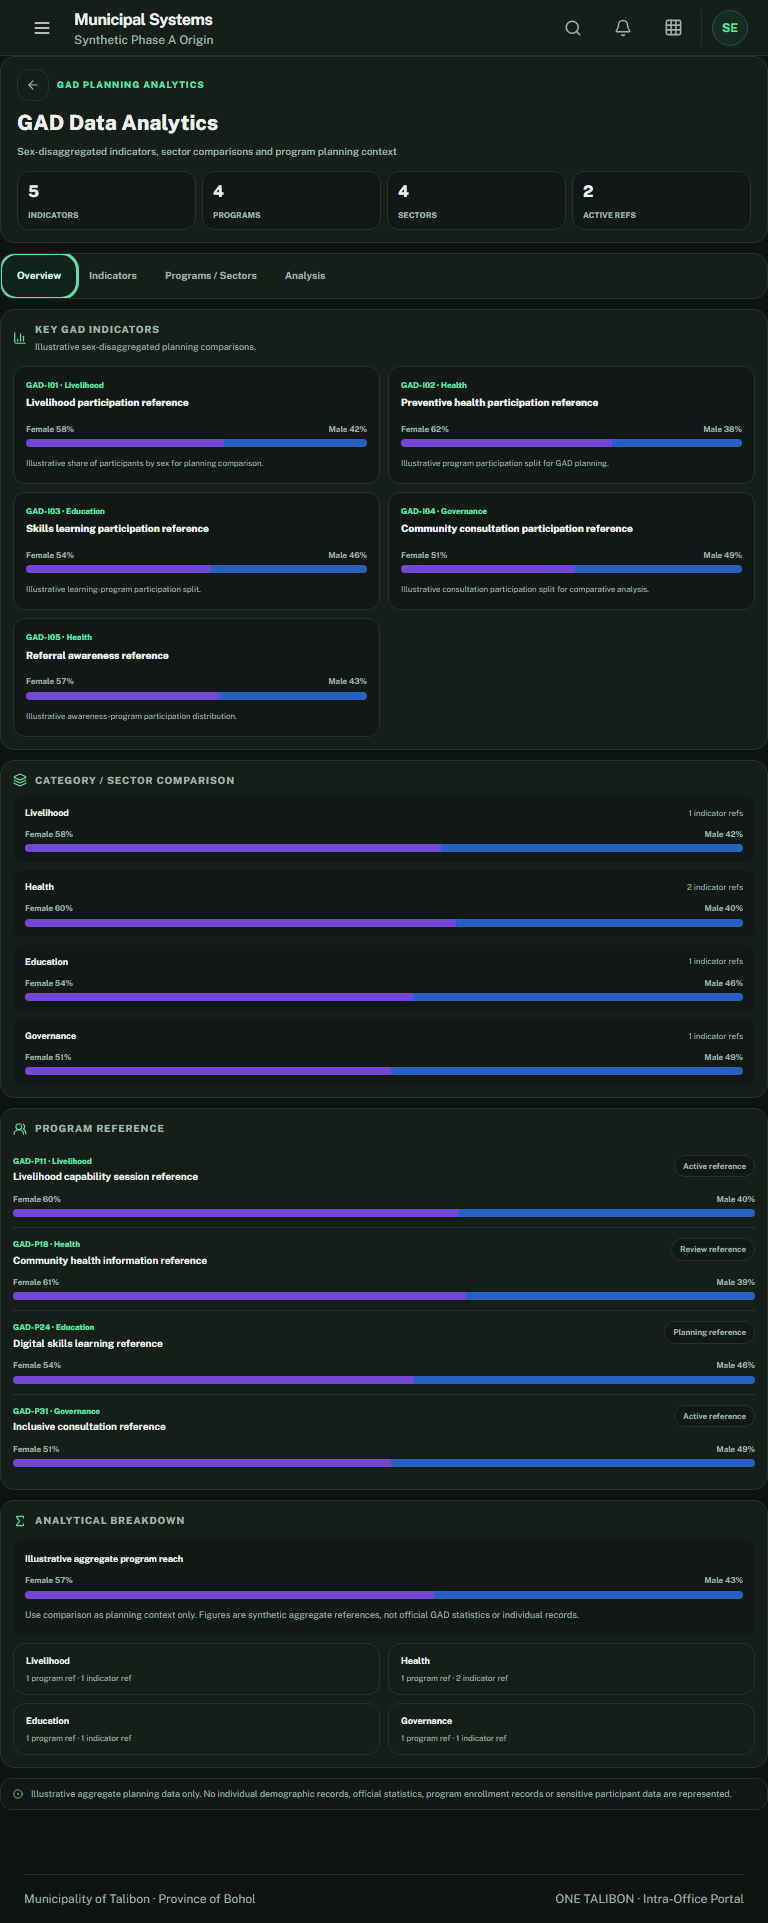 Municipal Systems
Synthetic Phase A Origin
SE
GAD PLANNING ANALYTICS
GAD Data Analytics
Sex-disaggregated indicators, sector comparisons and program planning context
5
INDICATORS
4
PROGRAMS
4
SECTORS
2
ACTIVE REFS
Overview
Indicators
Programs / Sectors
Analysis
KEY GAD INDICATORS
Illustrative sex-disaggregated planning comparisons.
GAD-I01 · Livelihood
Livelihood participation reference
Female 58% Male 42%
Illustrative share of participants by sex for planning comparison.
GAD-I02 · Health
Preventive health participation reference
Female 62% Male 38%
Illustrative program participation split for GAD planning.
GAD-I03 · Education
Skills learning participation reference
Female 54% Male 46%
Illustrative learning-program participation split.
GAD-I04 · Governance
Community consultation participation reference
Female 51% Male 49%
Illustrative consultation participation split for comparative analysis.
GAD-I05 · Health
Referral awareness reference
Female 57% Male 43%
Illustrative awareness-program participation distribution.
CATEGORY / SECTOR COMPARISON
Livelihood 1 indicator refs
Female 58% Male 42%
Health 2 indicator refs
Female 60% Male 40%
Education 1 indicator refs
Female 54% Male 46%
Governance 1 indicator refs
Female 51% Male 49%
PROGRAM REFERENCE
GAD-P11 · Livelihood
Livelihood capability session reference
Active reference
Female 60% Male 40%
GAD-P18 · Health
Community health information reference
Review reference
Female 61% Male 39%
GAD-P24 · Education
Digital skills learning reference
Planning reference
Female 54% Male 46%
GAD-P31 · Governance
Inclusive consultation reference
Active reference
Female 51% Male 49%
ANALYTICAL BREAKDOWN
Illustrative aggregate program reach
Female 57% Male 43%
Use comparison as planning context only. Figures are synthetic aggregate references, not official GAD statistics or individual records.
Livelihood
1 program ref · 1 indicator ref
Health
1 program ref · 2 indicator ref
Education
1 program ref · 1 indicator ref
Governance
1 program ref · 1 indicator ref
Illustrative aggregate planning data only. No individual demographic records, official statistics, program enrollment records or sensitive participant data are represented.
Municipality of Talibon · Province of Bohol
ONE TALIBON · Intra-Office Portal